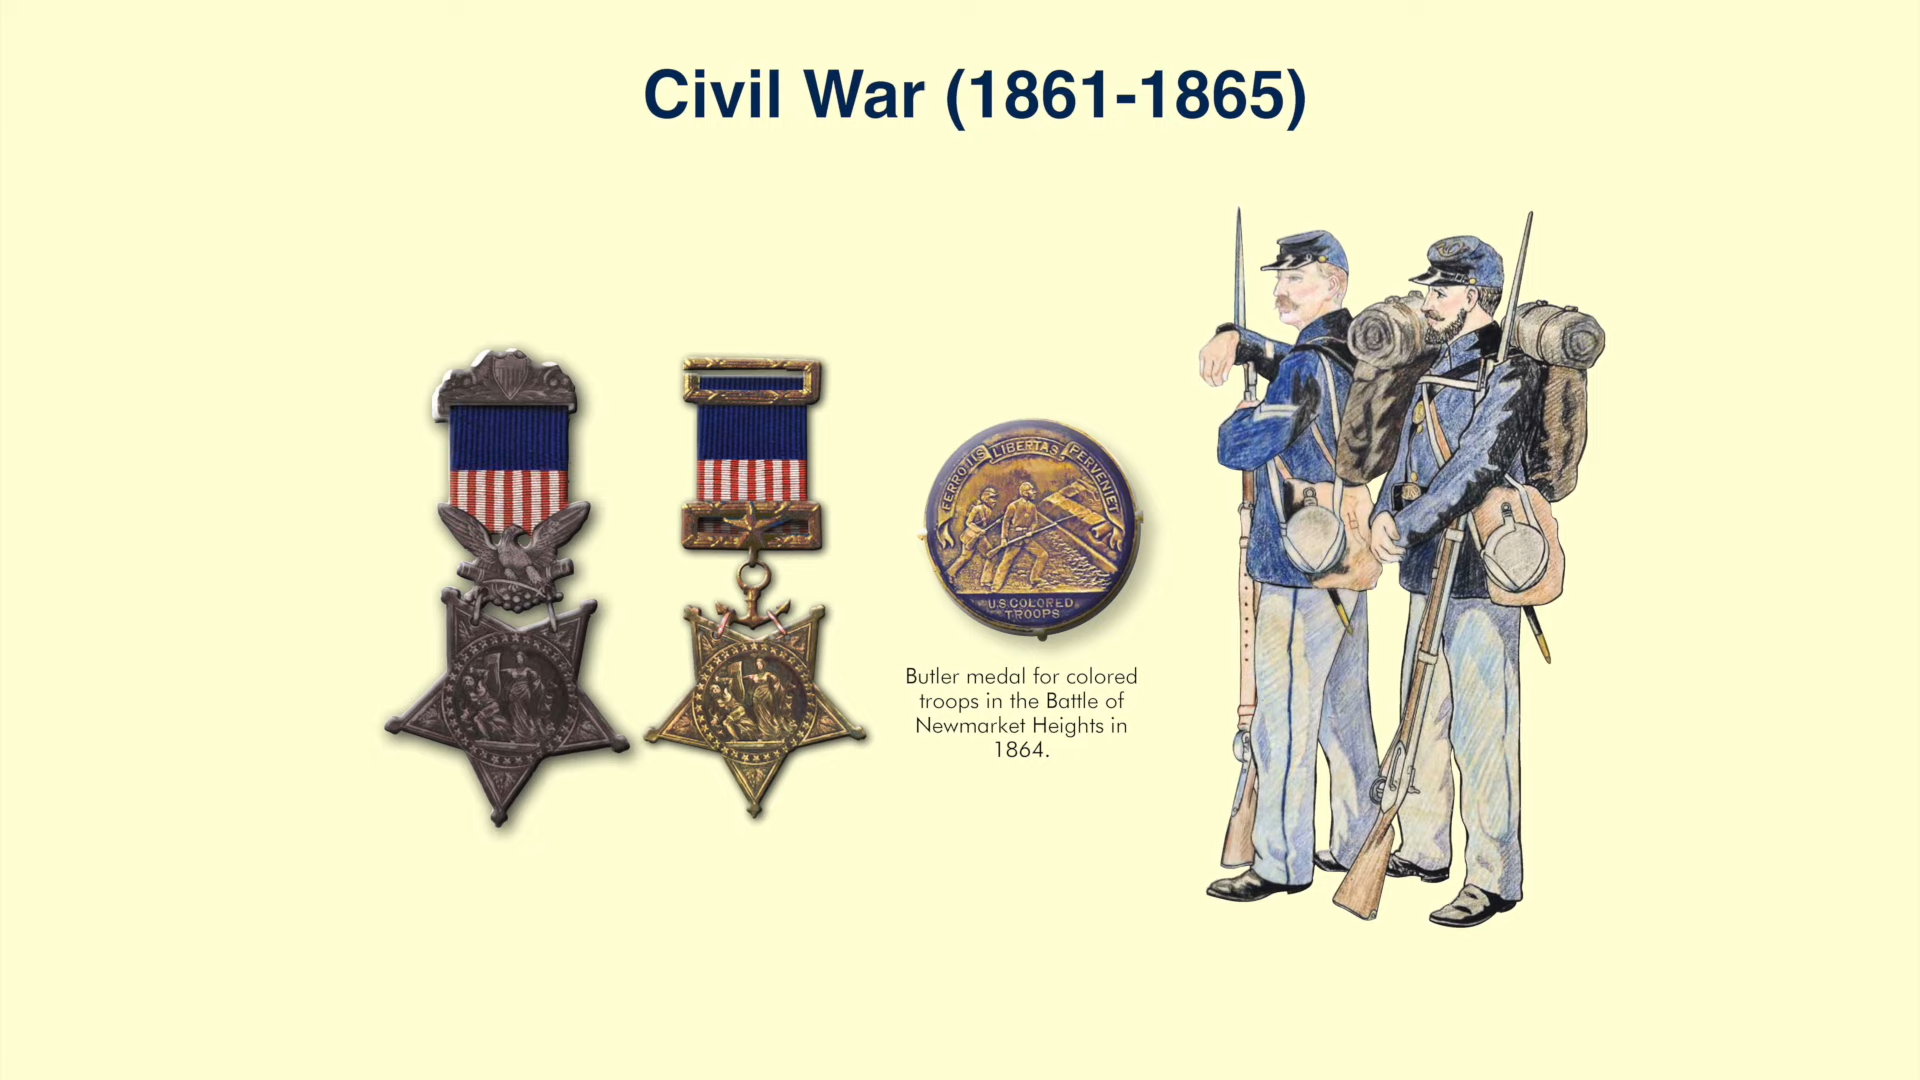 Civil War (1861-1865)
FERRO IIS LIBERTAS PERVENIET
U.S.COLORED
TROOPS
Butler medal for colored
troops in the Battle of
Newmarket Heights in
1864.